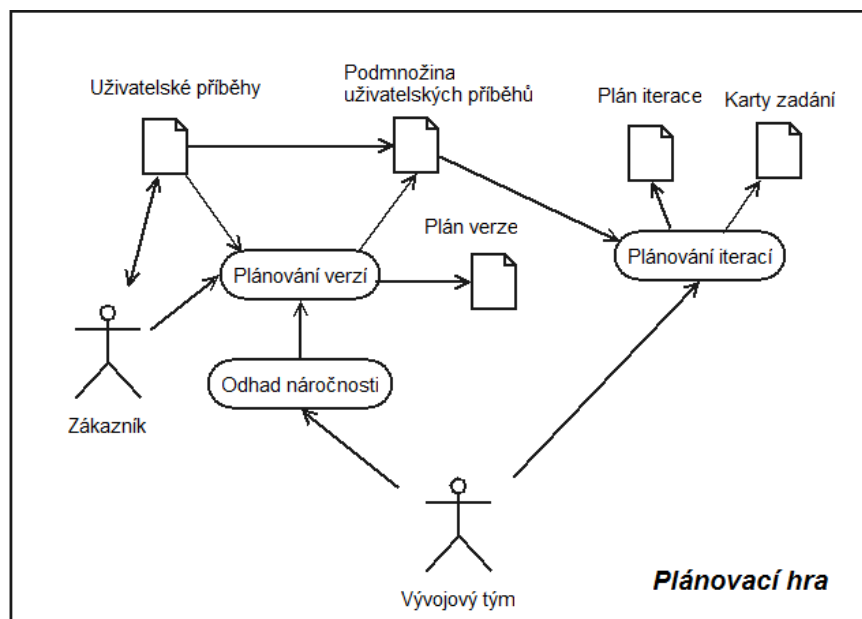 Uživatelské příběhy
Podmnožina
uživatelských příběhů
Plán iterace
Karty zadání
Plán verze
Plánování verzí
Plánování iterací
Odhad náročnosti
Zákazník
Vývojový tým
Plánovací hra